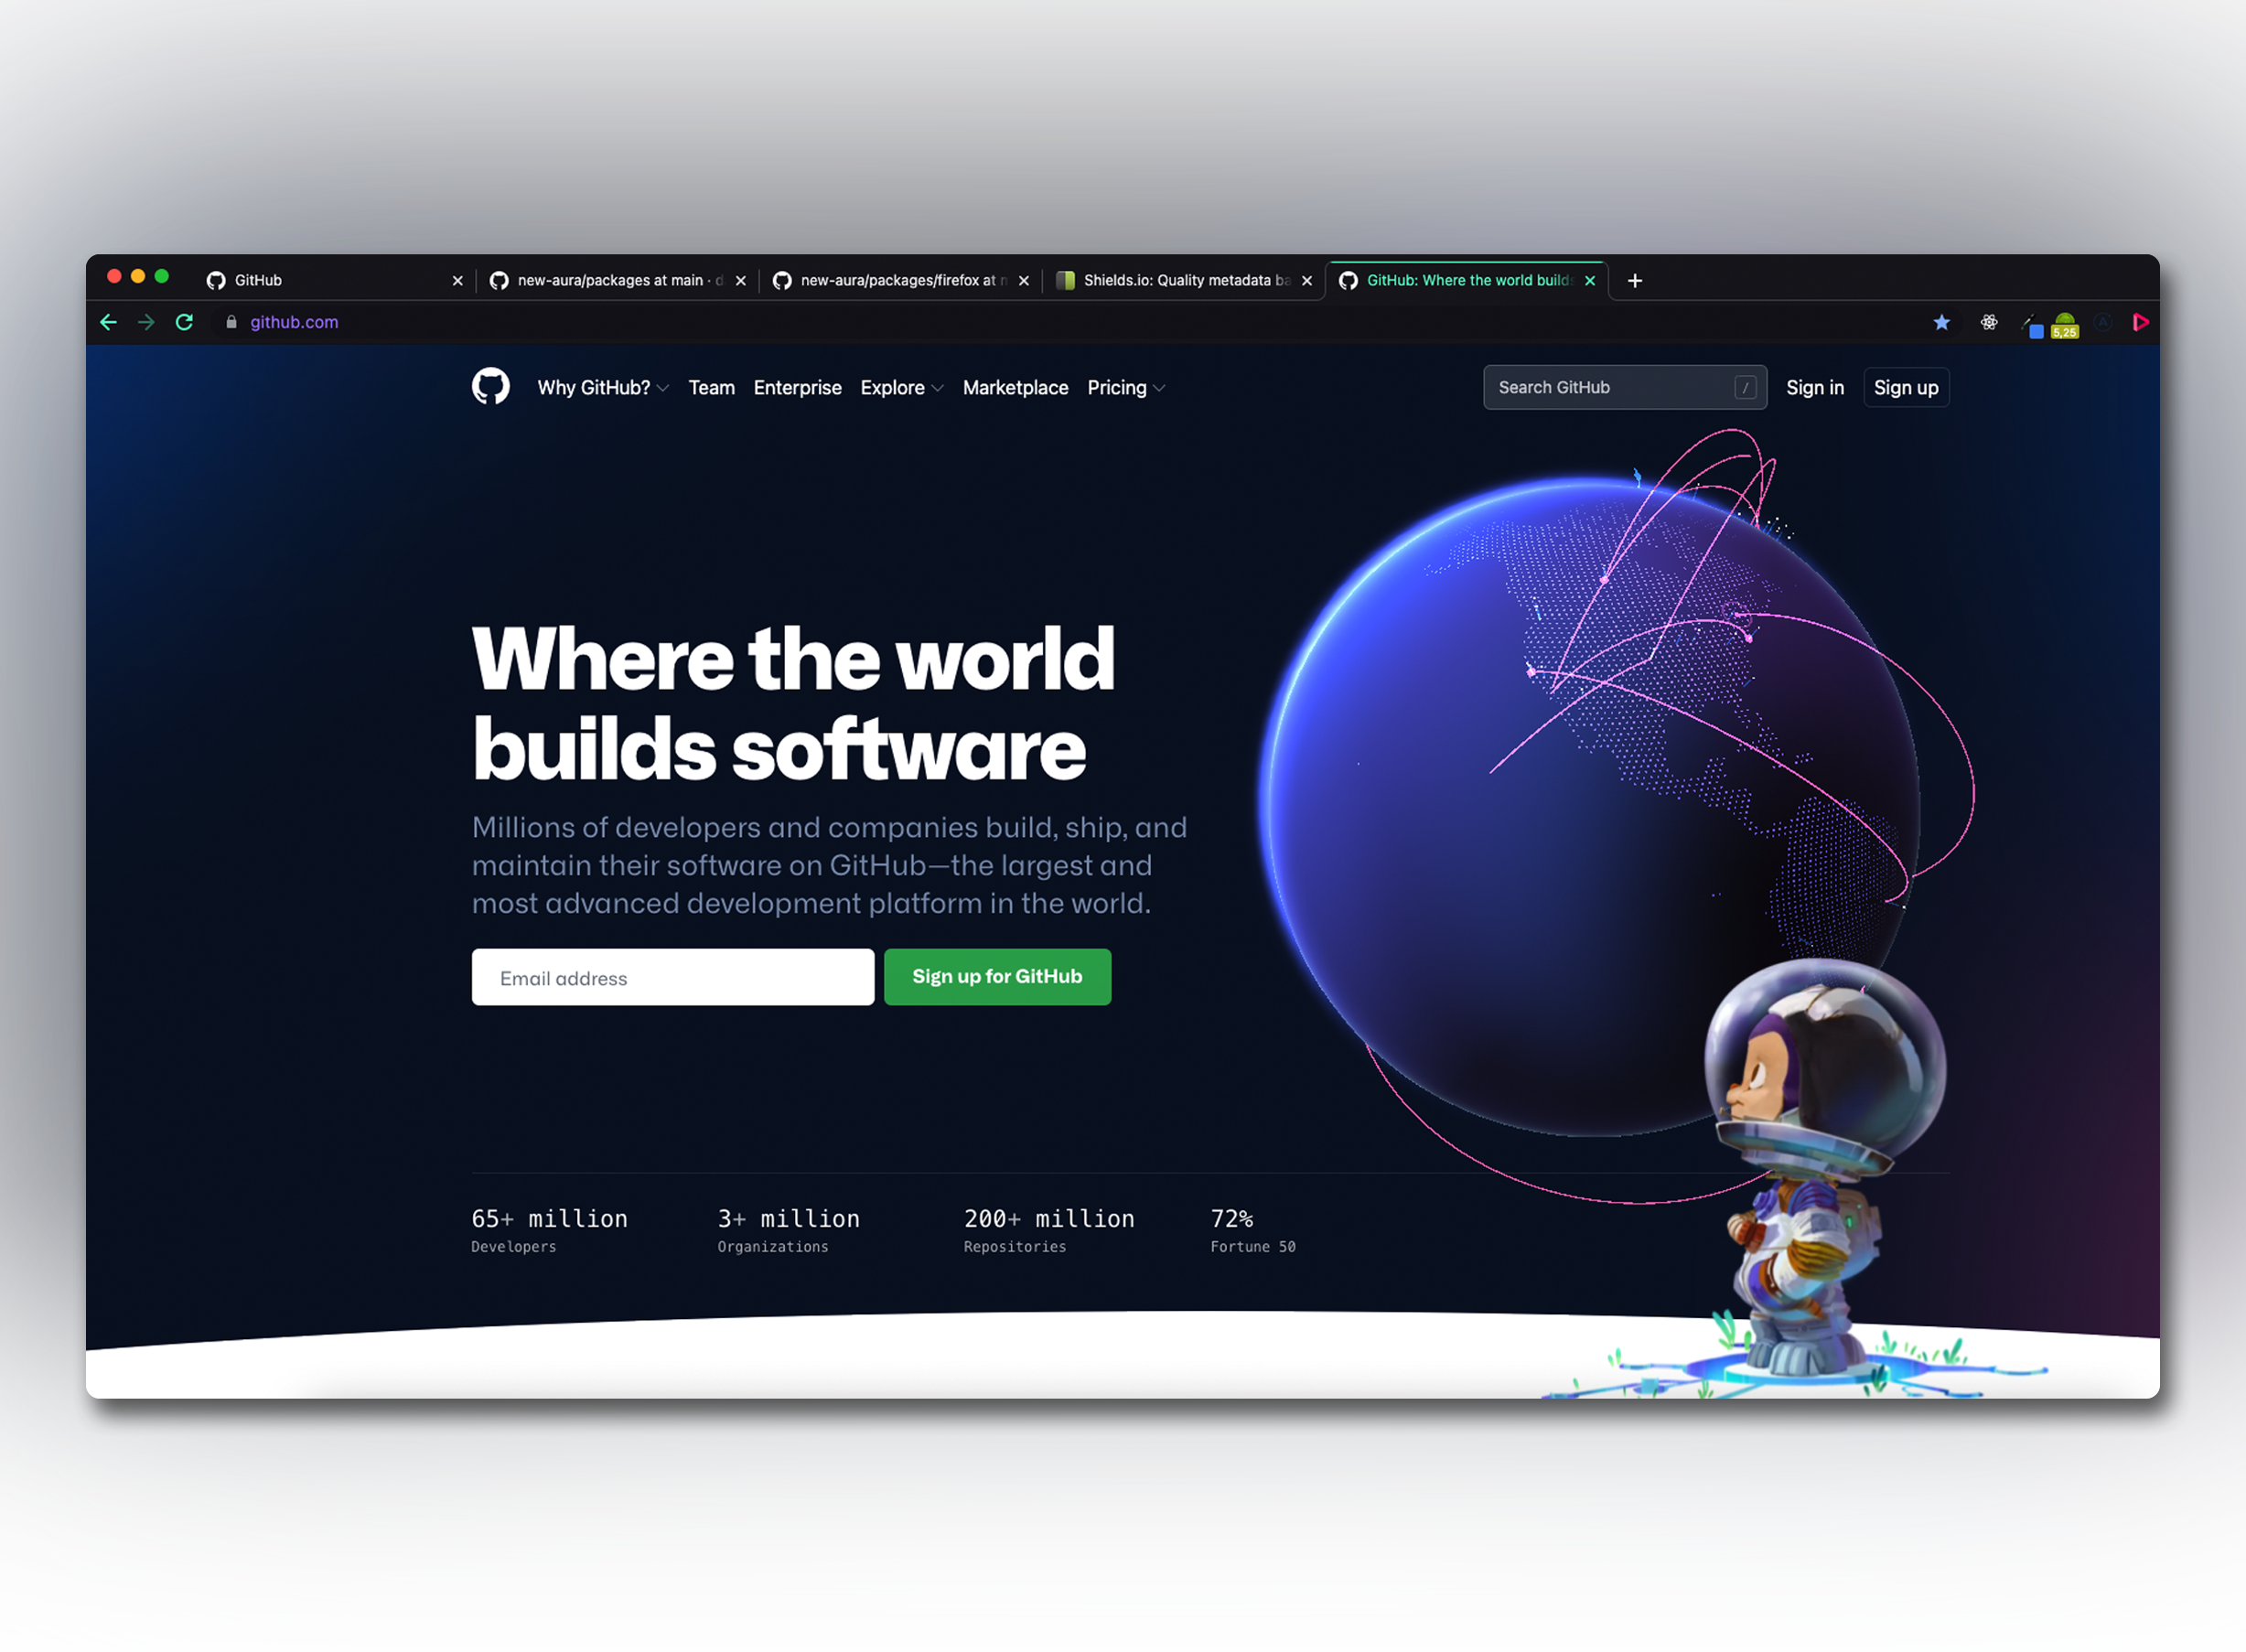 GitHub
new-aura/packages at main · d
new-aura/packages/firefox at
Shields.io: Quality metadata ba
GitHub: Where the world builds
github.com
5,25
Why GitHub? Team Enterprise Explore Marketplace Pricing
Search GitHub /
Sign in
Sign up
Where the world
builds software
Millions of developers and companies build, ship, and
maintain their software on GitHub—the largest and
most advanced development platform in the world.
Email address
Sign up for GitHub
65+ million
Developers
3+ million
Organizations
200+ million
Repositories
72%
Fortune 50